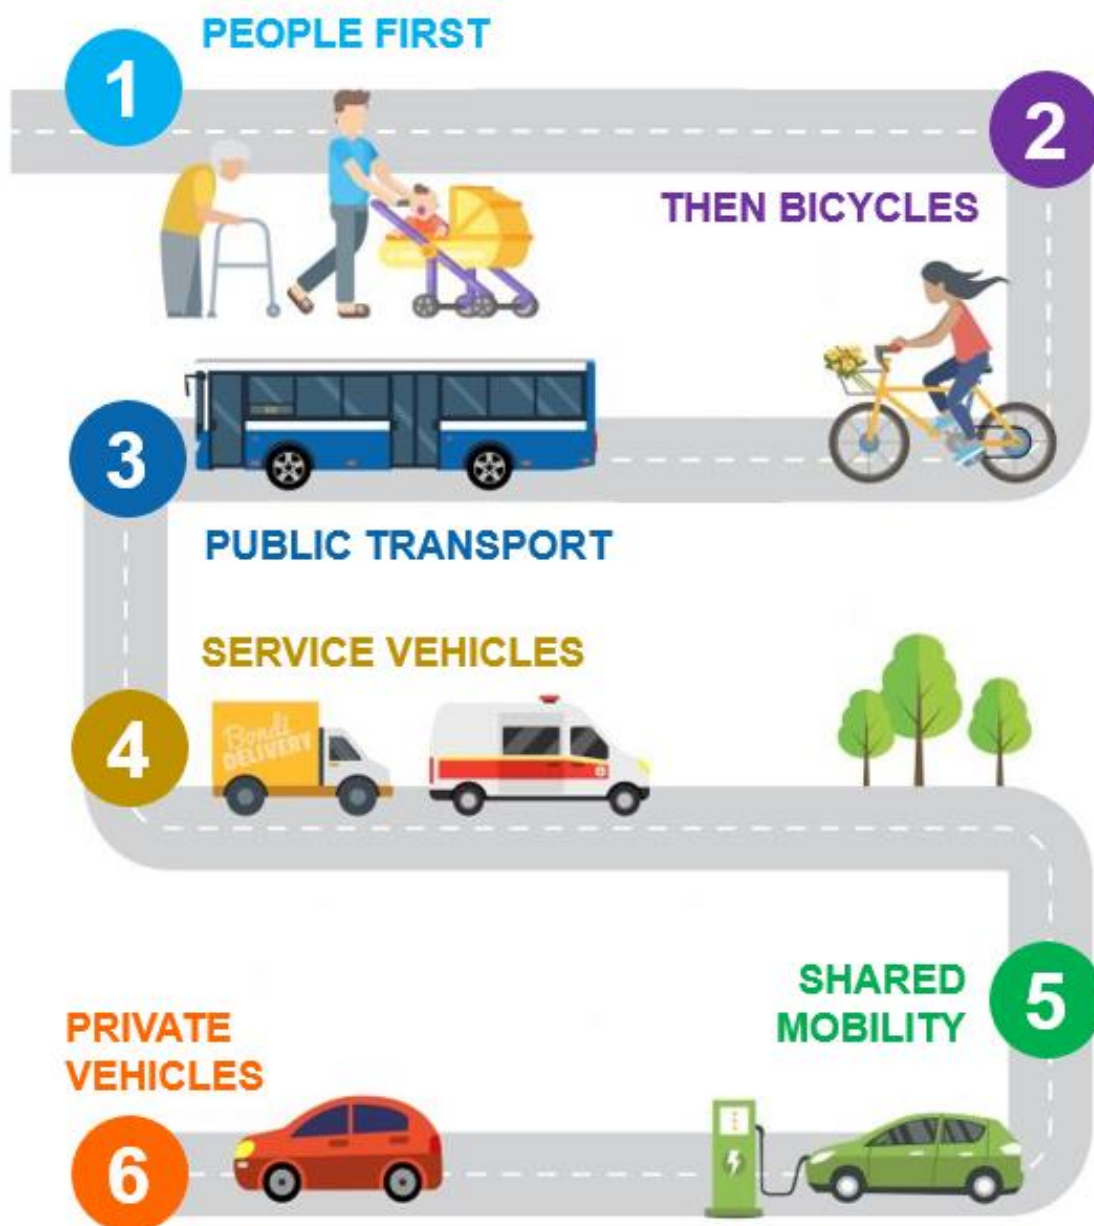 1
PEOPLE FIRST
2
THEN BICYCLES
3
PUBLIC TRANSPORT
SERVICE VEHICLES
4
Bondi
DELIVERY
SHARED
MOBILITY
5
PRIVATE
VEHICLES
6